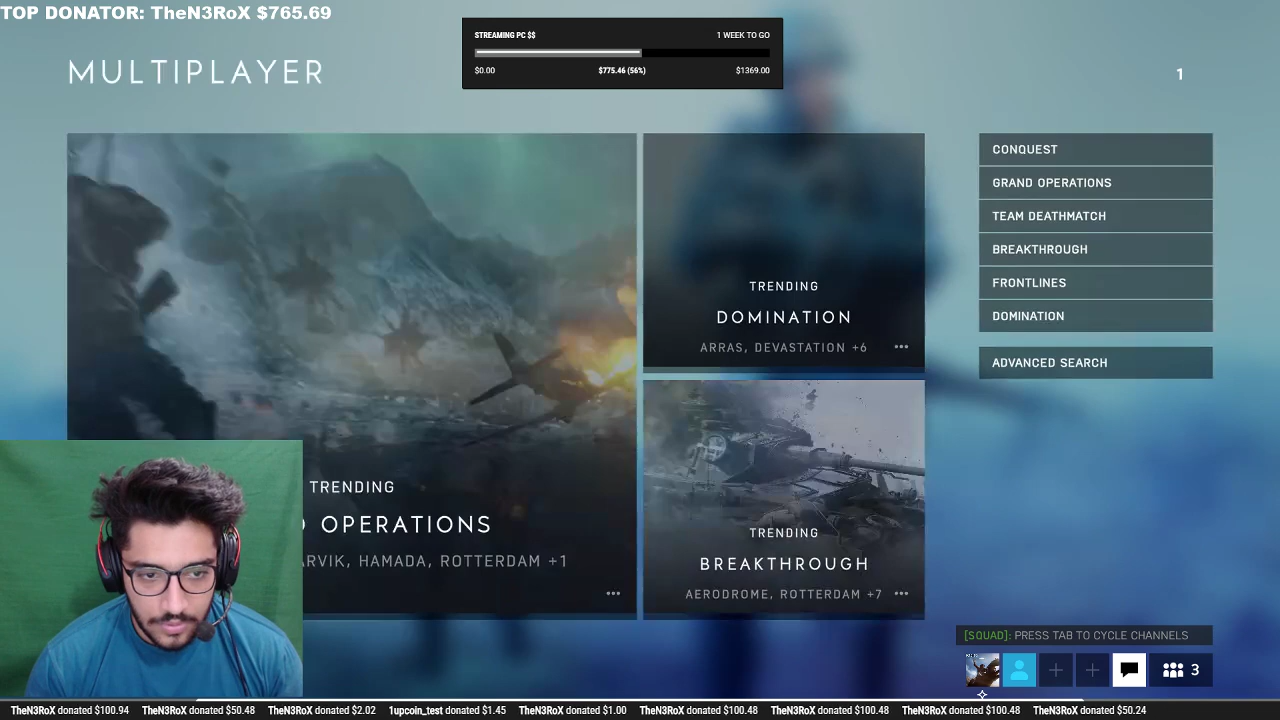 TOP DONATOR: TheN3RoX $765.69
STREAMING PC $$ 1 WEEK TO GO
$0.00 $775.46 (56%) $1369.00
MULTIPLAYER
1
TRENDING
OPERATIONS
ARVIK, HAMADA, ROTTERDAM +1
TRENDING
DOMINATION
ARRAS, DEVASTATION +6
TRENDING
BREAKTHROUGH
AERODROME, ROTTERDAM +7
CONQUEST
GRAND OPERATIONS
TEAM DEATHMATCH
BREAKTHROUGH
FRONTLINES
DOMINATION
ADVANCED SEARCH
[SQUAD]: PRESS TAB TO CYCLE CHANNELS
3
TheN3RoX donated $100.94 TheN3RoX donated $50.48 TheN3RoX donated $2.02 1upcoin_test donated $1.45 TheN3RoX donated $1.00 TheN3RoX donated $100.48 TheN3RoX donated $100.48 TheN3RoX donated $100.48 TheN3RoX donated $50.24